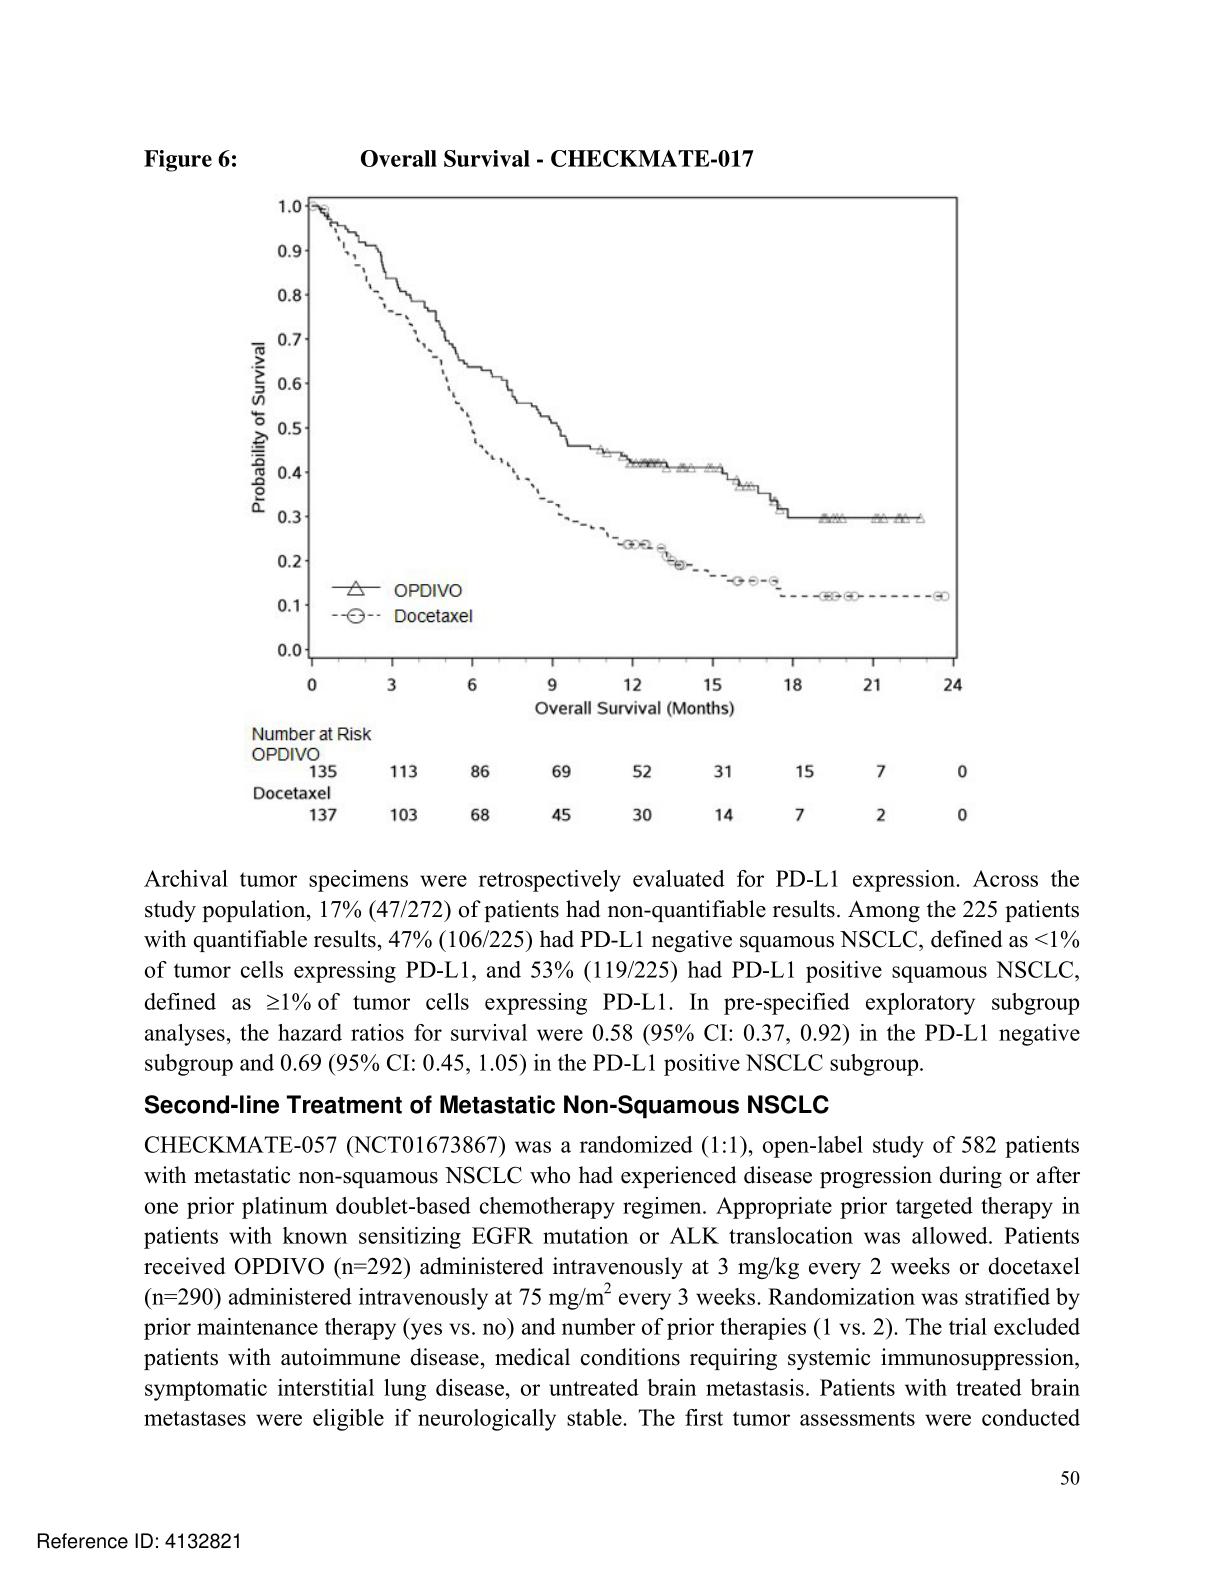 Figure 6: Overall Survival - CHECKMATE-017
1.0
0.9
0.8
0.7
0.6
0.5
0.4
0.3
0.2
0.1
0.0
Probability of Survival
OPDIVO
Docetaxel
0 3 6 9 12 15 18 21 24
Overall Survival (Months)
Number at Risk
OPDIVO
135 113 86 69 52 31 15 7 0
Docetaxel
137 103 68 45 30 14 7 2 0
Archival tumor specimens were retrospectively evaluated for PD-L1 expression. Across the
study population, 17% (47/272) of patients had non-quantifiable results. Among the 225 patients
with quantifiable results, 47% (106/225) had PD-L1 negative squamous NSCLC, defined as <1%
of tumor cells expressing PD-L1, and 53% (119/225) had PD-L1 positive squamous NSCLC,
defined as ≥1% of tumor cells expressing PD-L1. In pre-specified exploratory subgroup
analyses, the hazard ratios for survival were 0.58 (95% CI: 0.37, 0.92) in the PD-L1 negative
subgroup and 0.69 (95% CI: 0.45, 1.05) in the PD-L1 positive NSCLC subgroup.
Second-line Treatment of Metastatic Non-Squamous NSCLC
CHECKMATE-057 (NCT01673867) was a randomized (1:1), open-label study of 582 patients
with metastatic non-squamous NSCLC who had experienced disease progression during or after
one prior platinum doublet-based chemotherapy regimen. Appropriate prior targeted therapy in
patients with known sensitizing EGFR mutation or ALK translocation was allowed. Patients
received OPDIVO (n=292) administered intravenously at 3 mg/kg every 2 weeks or docetaxel
(n=290) administered intravenously at 75 mg/m² every 3 weeks. Randomization was stratified by
prior maintenance therapy (yes vs. no) and number of prior therapies (1 vs. 2). The trial excluded
patients with autoimmune disease, medical conditions requiring systemic immunosuppression,
symptomatic interstitial lung disease, or untreated brain metastasis. Patients with treated brain
metastases were eligible if neurologically stable. The first tumor assessments were conducted
50
Reference ID: 4132821